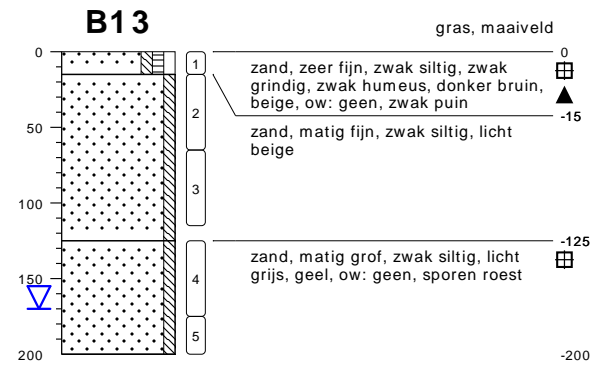 B13
gras, maaiveld
0
1
0
zand, zeer fijn, zwak siltig, zwak
grindig, zwak humeus, donker bruin,
beige, ow: geen, zwak puin
-15
2
50
zand, matig fijn, zwak siltig, licht
beige
3
100
-125
zand, matig grof, zwak siltig, licht
grijs, geel, ow: geen, sporen roest
4
150
5
200
-200